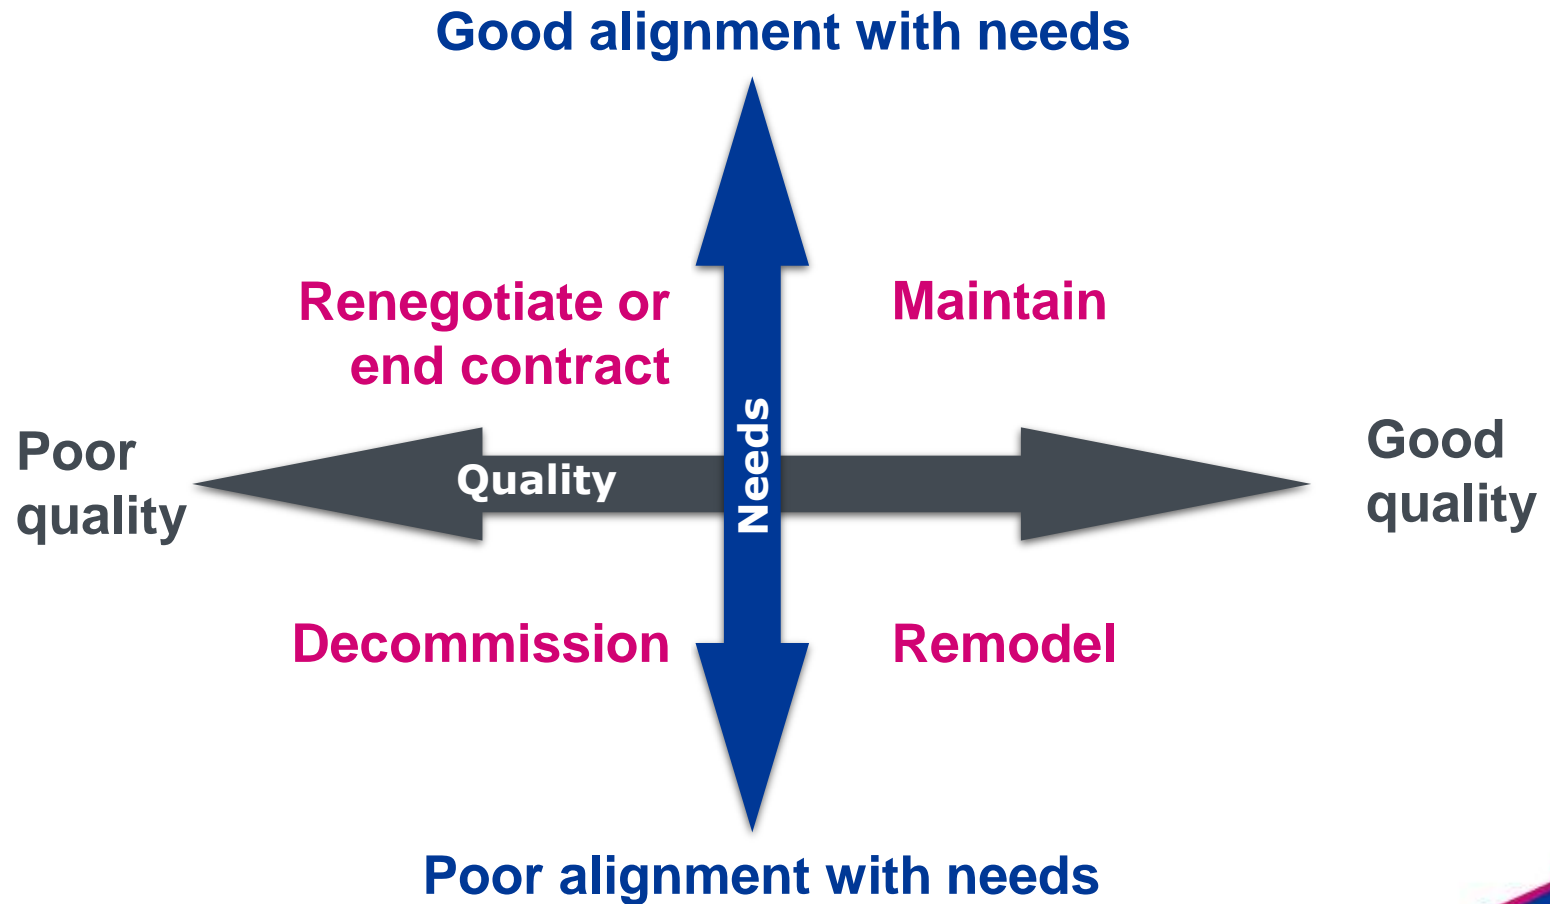 Good alignment with needs
Renegotiate or
end contract
Maintain
Poor
quality
Quality
Needs
Good
quality
Decommission
Remodel
Poor alignment with needs